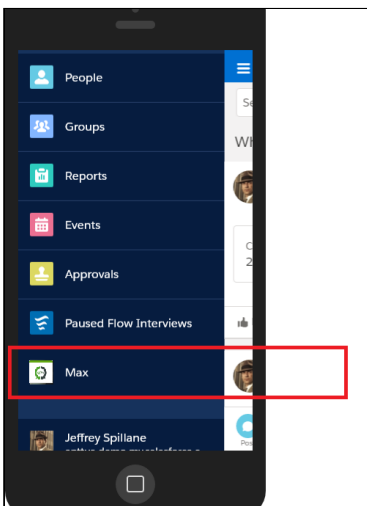 People
Groups
Reports
Events
Approvals
Paused Flow Interviews
Max
Jeffrey Spillane